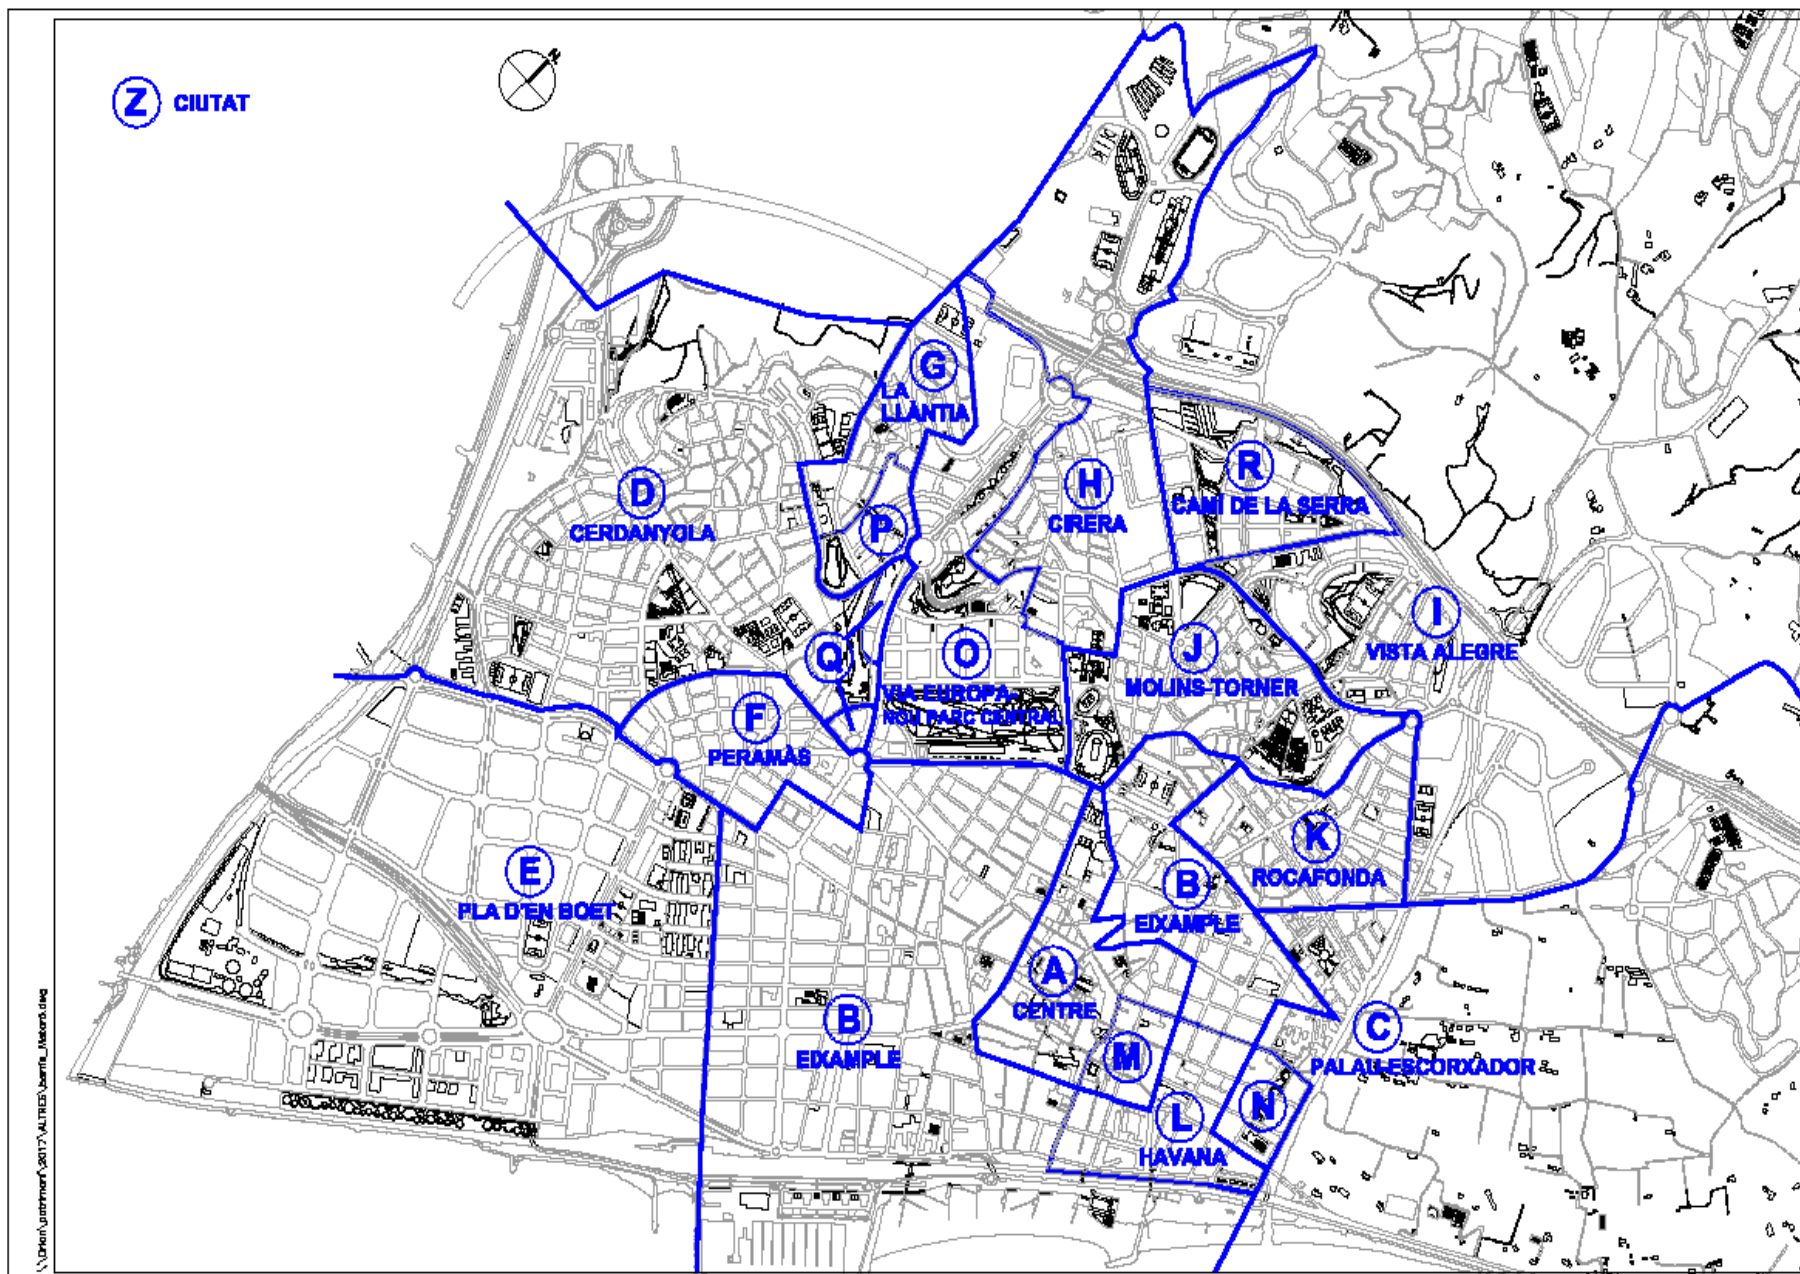 N
Z CIUTAT
G
LA
LLÀNTIA
D
CERDANYOLA
P
H
CIRERA
R
CAMÍ DE LA SERRA
I
VISTA ALEGRE
J
MOLINS-TORNER
Q
O
VIA EUROPA-
NOU PARC CENTRAL
F
PERAMÀS
E
PLA D'EN BOET
K
ROCAFONDA
B
EIXAMPLE
A
CENTRE
B
EIXAMPLE
M
C
PALAU-ESCORXADOR
L
HAVANA
N